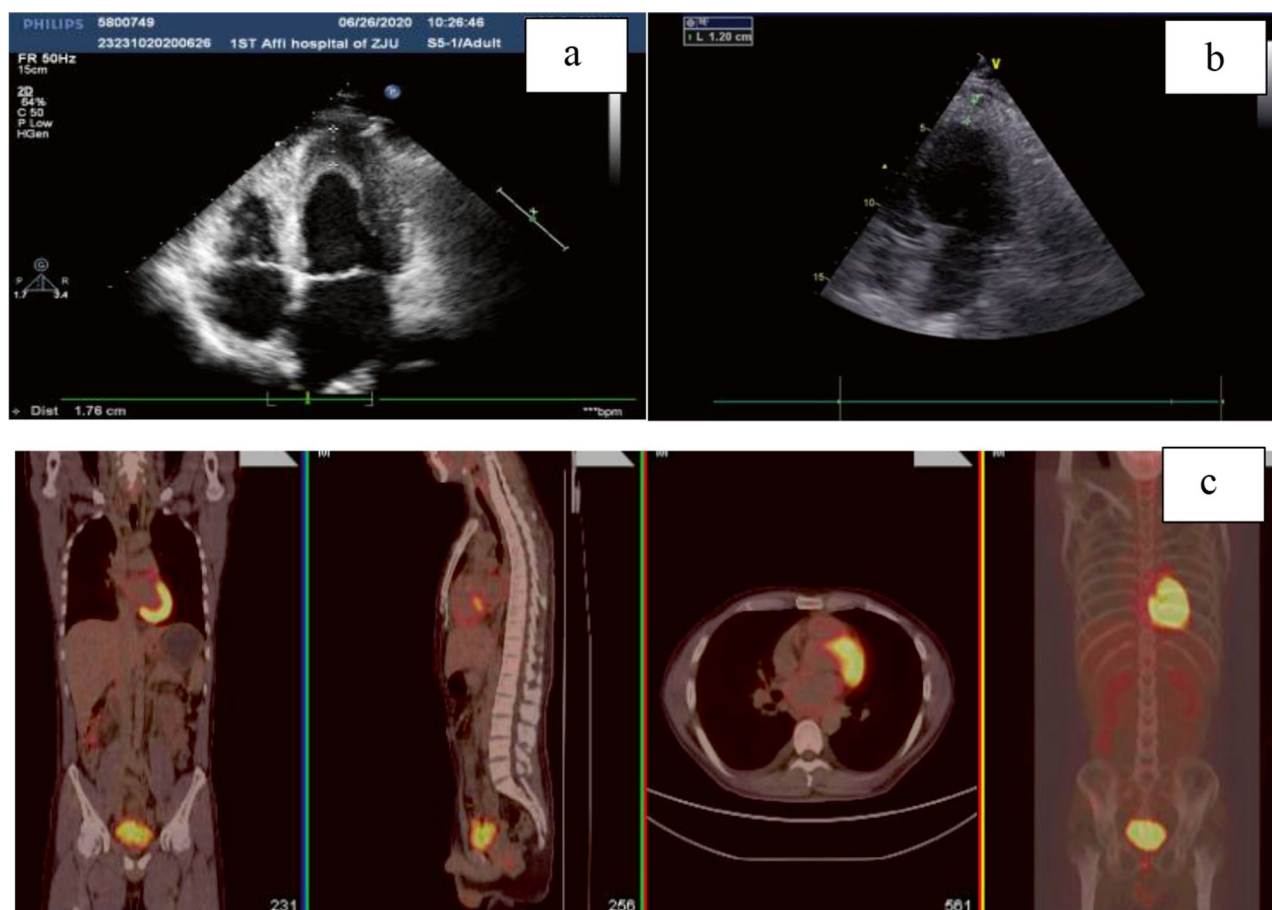 PHILIPS 5800749 06/26/2020 10:26:46
23231020200626 1ST Affi hospital of ZJU S5-1/Adult
a
FR 50Hz
15cm
2D
64%
C 50
P Low
HGen
G
P R
1.7 3.4
Dist 1.76 cm
***bpm
L 1.20 cm
b
V
5
10
15
c
231
256
561